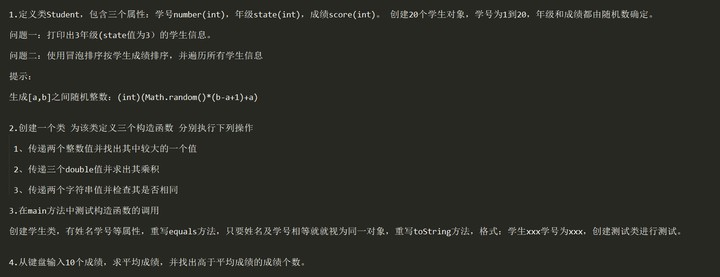 1.定义类Student，包含三个属性：学号number(int)，年级state(int)，成绩score(int)。 创建20个学生对象，学号为1到20，年级和成绩都由随机数确定。
问题一：打印出3年级(state值为3）的学生信息。
问题二：使用冒泡排序按学生成绩排序，并遍历所有学生信息
提示：
生成[a,b]之间随机整数：(int)(Math.random()*(b-a+1)+a)
2.创建一个类 为该类定义三个构造函数 分别执行下列操作
1、传递两个整数值并找出其中较大的一个值
2、传递三个double值并求出其乘积
3、传递两个字符串值并检查其是否相同
3.在main方法中测试构造函数的调用
创建学生类，有姓名学号等属性，重写equals方法，只要姓名及学号相等就就视为同一对象，重写toString方法，格式：学生xxx学号为xxx，创建测试类进行测试。
4.从键盘输入10个成绩，求平均成绩，并找出高于平均成绩的成绩个数。